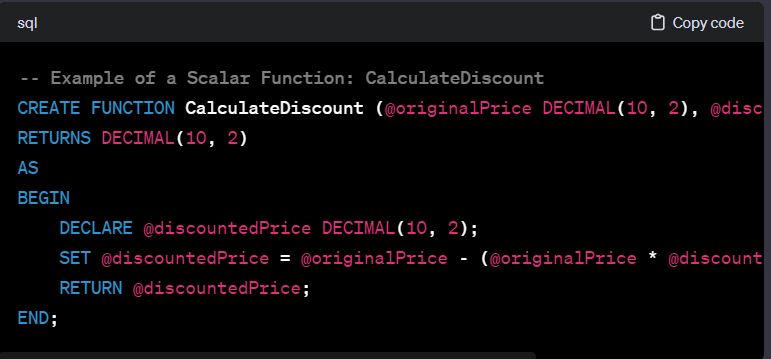 sql
Copy code
-- Example of a Scalar Function: CalculateDiscount
CREATE FUNCTION CalculateDiscount (@originalPrice DECIMAL(10, 2), @disc
RETURNS DECIMAL(10, 2)
AS
BEGIN
DECLARE @discountedPrice DECIMAL(10, 2);
SET @discountedPrice = @originalPrice - (@originalPrice * @discount
RETURN @discountedPrice;
END;